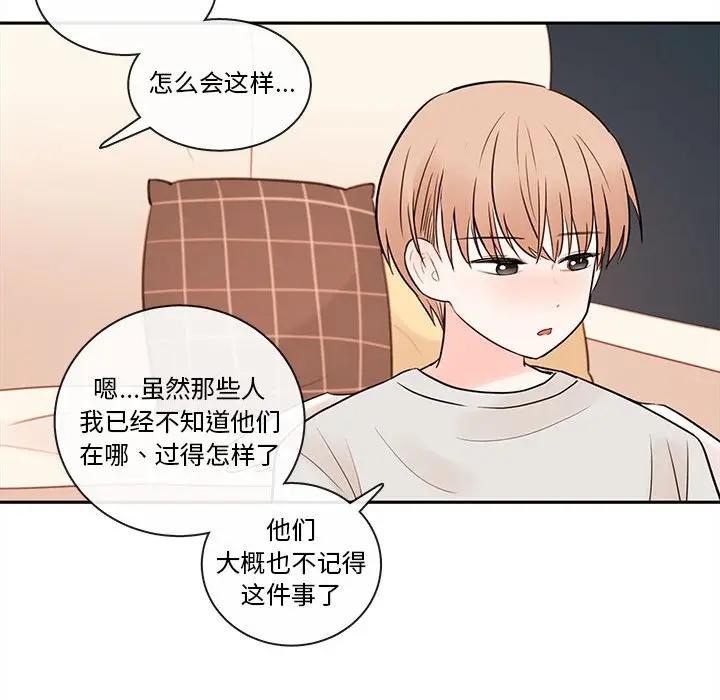 怎么会这样...
嗯...虽然那些人
我已经不知道他们
在哪、过得怎样了
他们
大概也不记得
这件事了